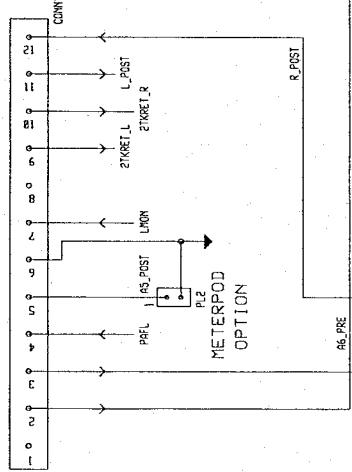 CONN
12
11
10
9
8
7
6
5
4
3
2
1
R_POST
L_POST
2TKRET_R
2TKRET_L
LMON
A5_POST
1
PL2
PAFL
METERPOD
OPTION
A6_PRE